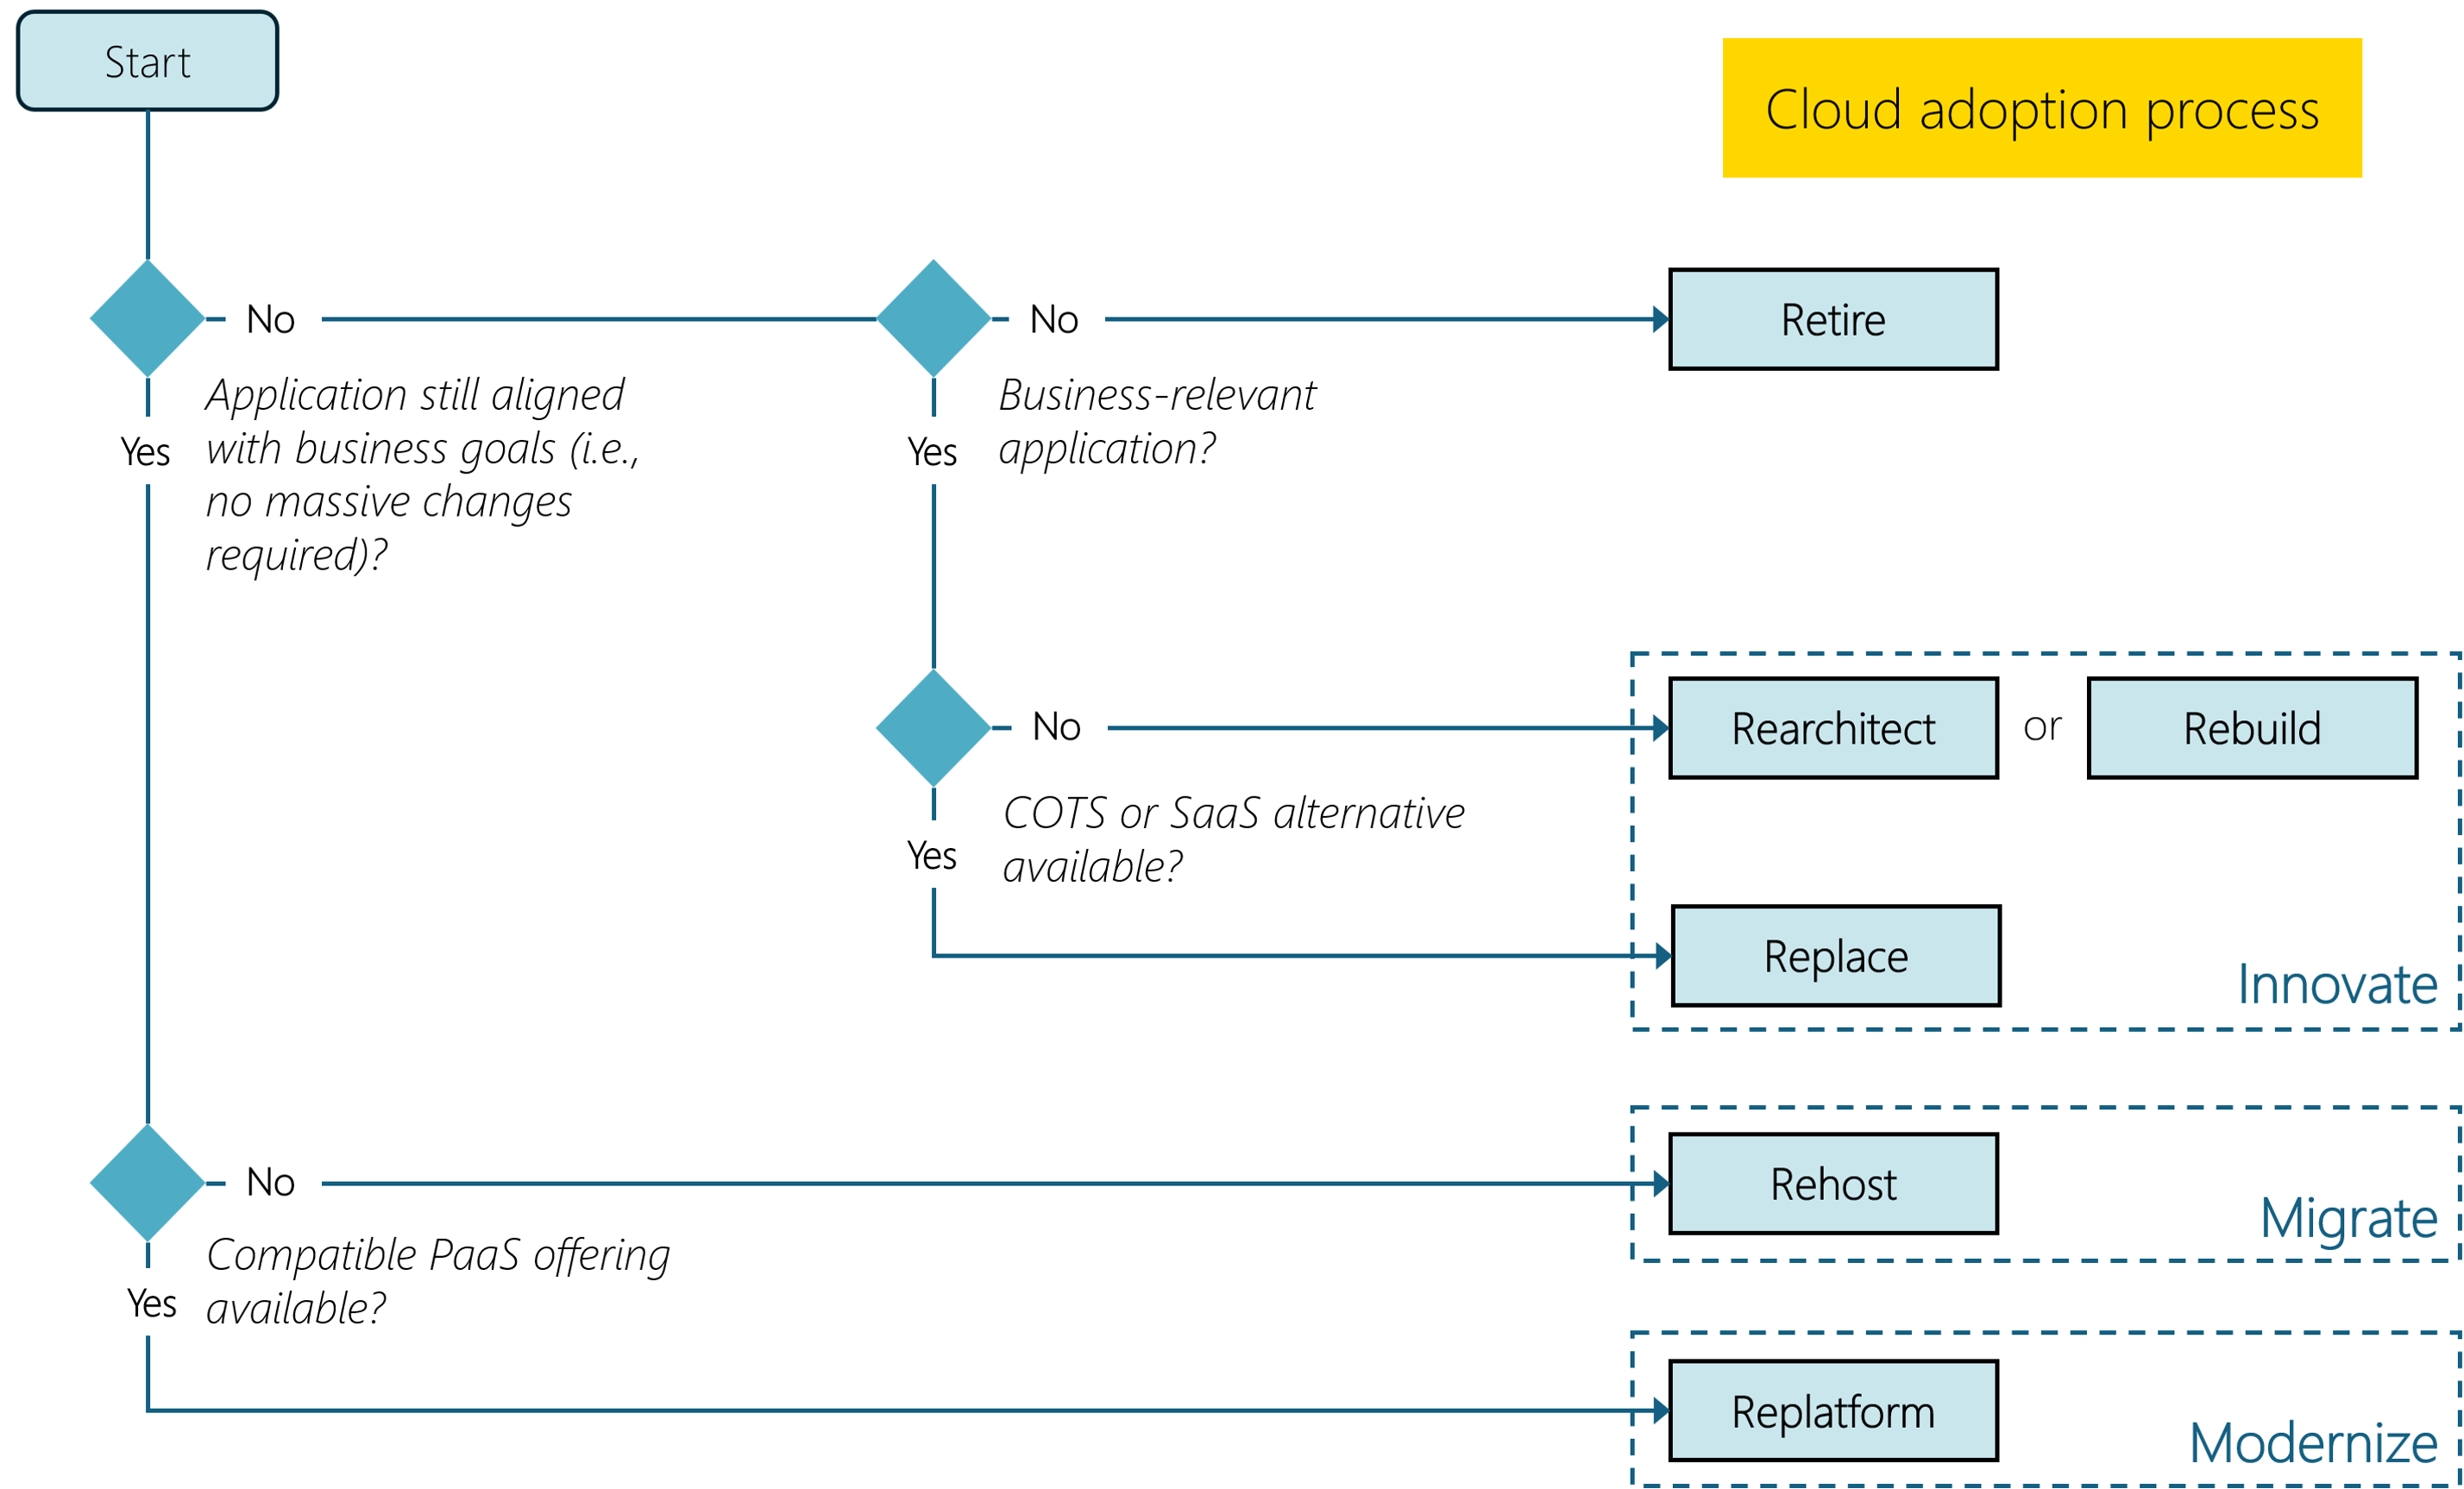 Start
Cloud adoption process
No
No
Retire
Application still aligned
with business goals (i.e.,
no massive changes
required)?
Yes
Business-relevant
application?
Yes
No
Rearchitect
or
Rebuild
COTS or SaaS alternative
available?
Yes
Replace
Innovate
No
Rehost
Migrate
Compatible PaaS offering
available?
Yes
Replatform
Modernize